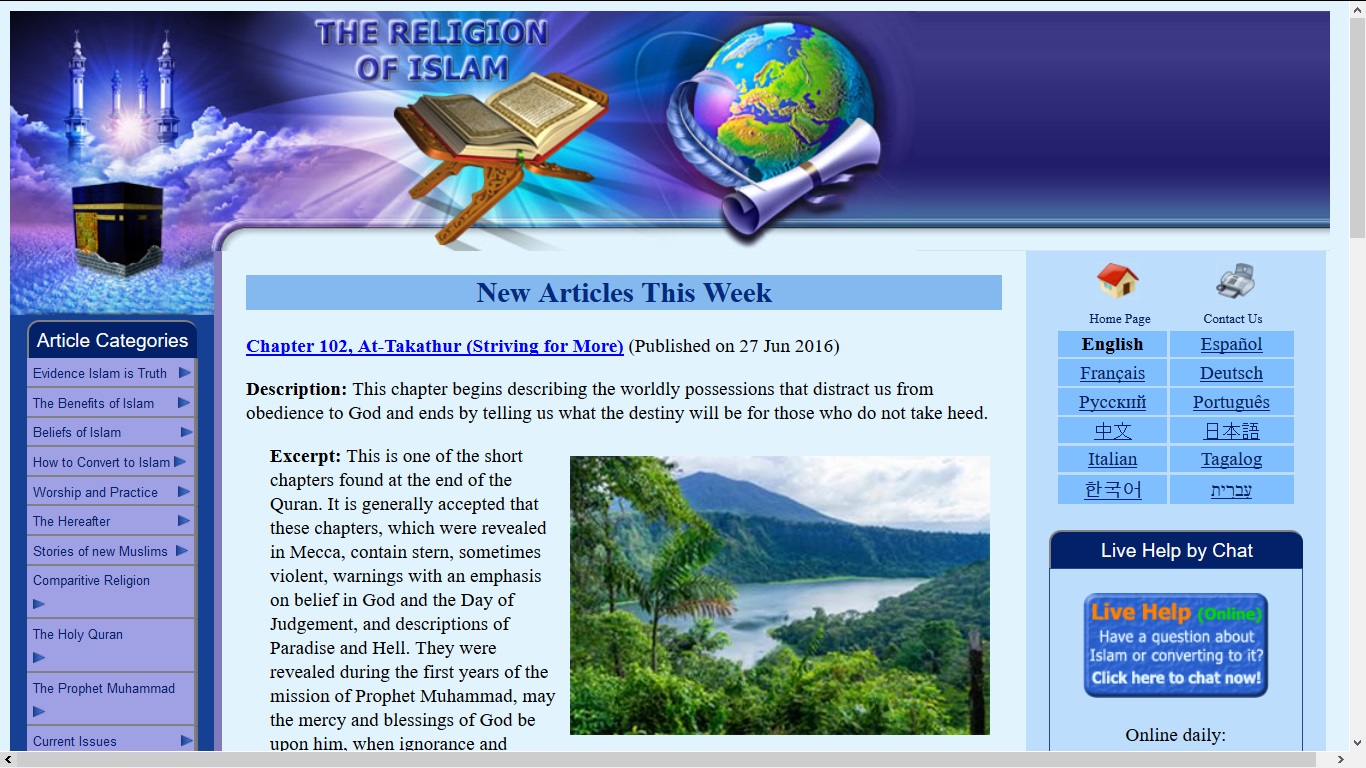 THE RELIGION
OF ISLAM
Article Categories
Evidence Islam is Truth
The Benefits of Islam
Beliefs of Islam
How to Convert to Islam
Worship and Practice
The Hereafter
Stories of new Muslims
Comparitive Religion
The Holy Quran
The Prophet Muhammad
Current Issues
New Articles This Week
Chapter 102, At-Takathur (Striving for More) (Published on 27 Jun 2016)
Description: This chapter begins describing the worldly possessions that distract us from
obedience to God and ends by telling us what the destiny will be for those who do not take heed.
Excerpt: This is one of the short
chapters found at the end of the
Quran. It is generally accepted that
these chapters, which were revealed
in Mecca, contain stern, sometimes
violent, warnings with an emphasis
on belief in God and the Day of
Judgement, and descriptions of
Paradise and Hell. They were
revealed during the first years of the
mission of Prophet Muhammad, may
the mercy and blessings of God be
upon him, when ignorance and
Home Page Contact Us
English Español
Français Deutsch
Русский Português
中文 日本語
Italian Tagalog
한국어 עברית
Live Help by Chat
Live Help (Online)
Have a question about
Islam or converting to it?
Click here to chat now!
Online daily: